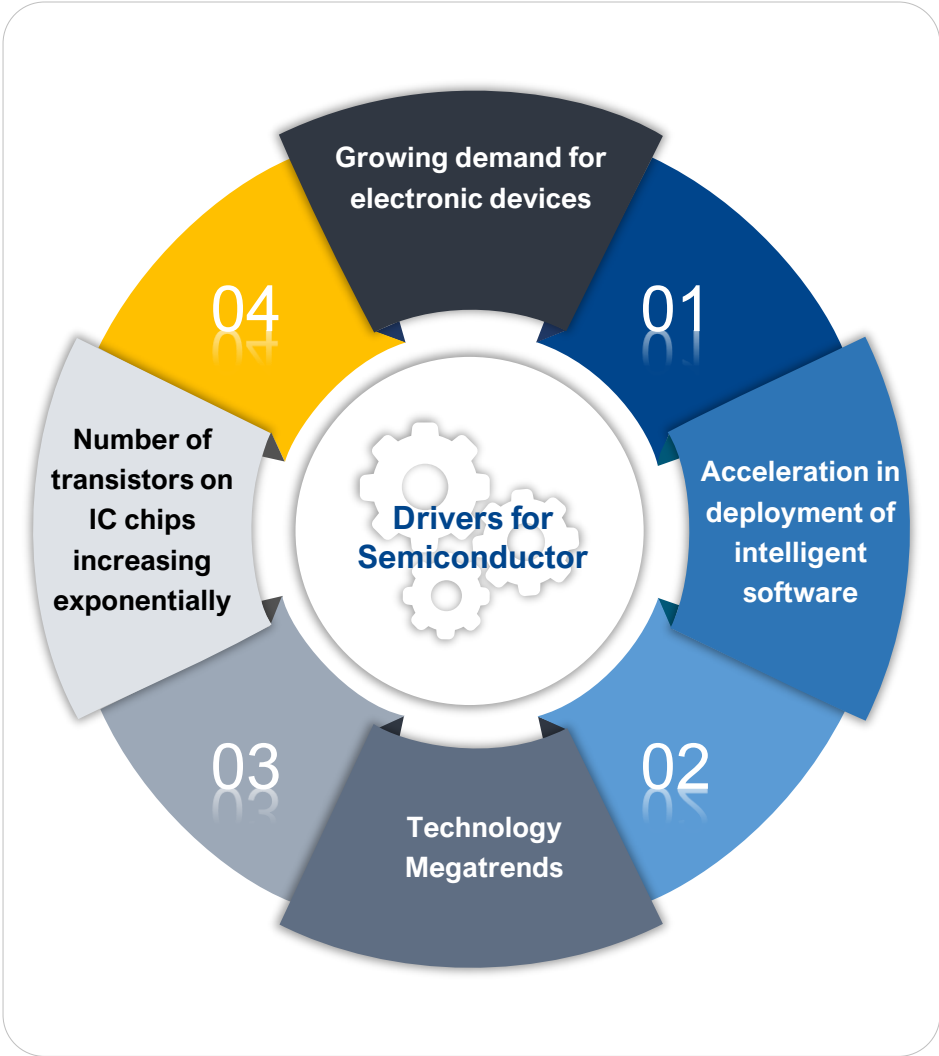 Growing demand for
electronic devices
01
Acceleration in
deployment of
intelligent
software
02
Technology
Megatrends
03
Number of
transistors on
IC chips
increasing
exponentially
04
Drivers for
Semiconductor